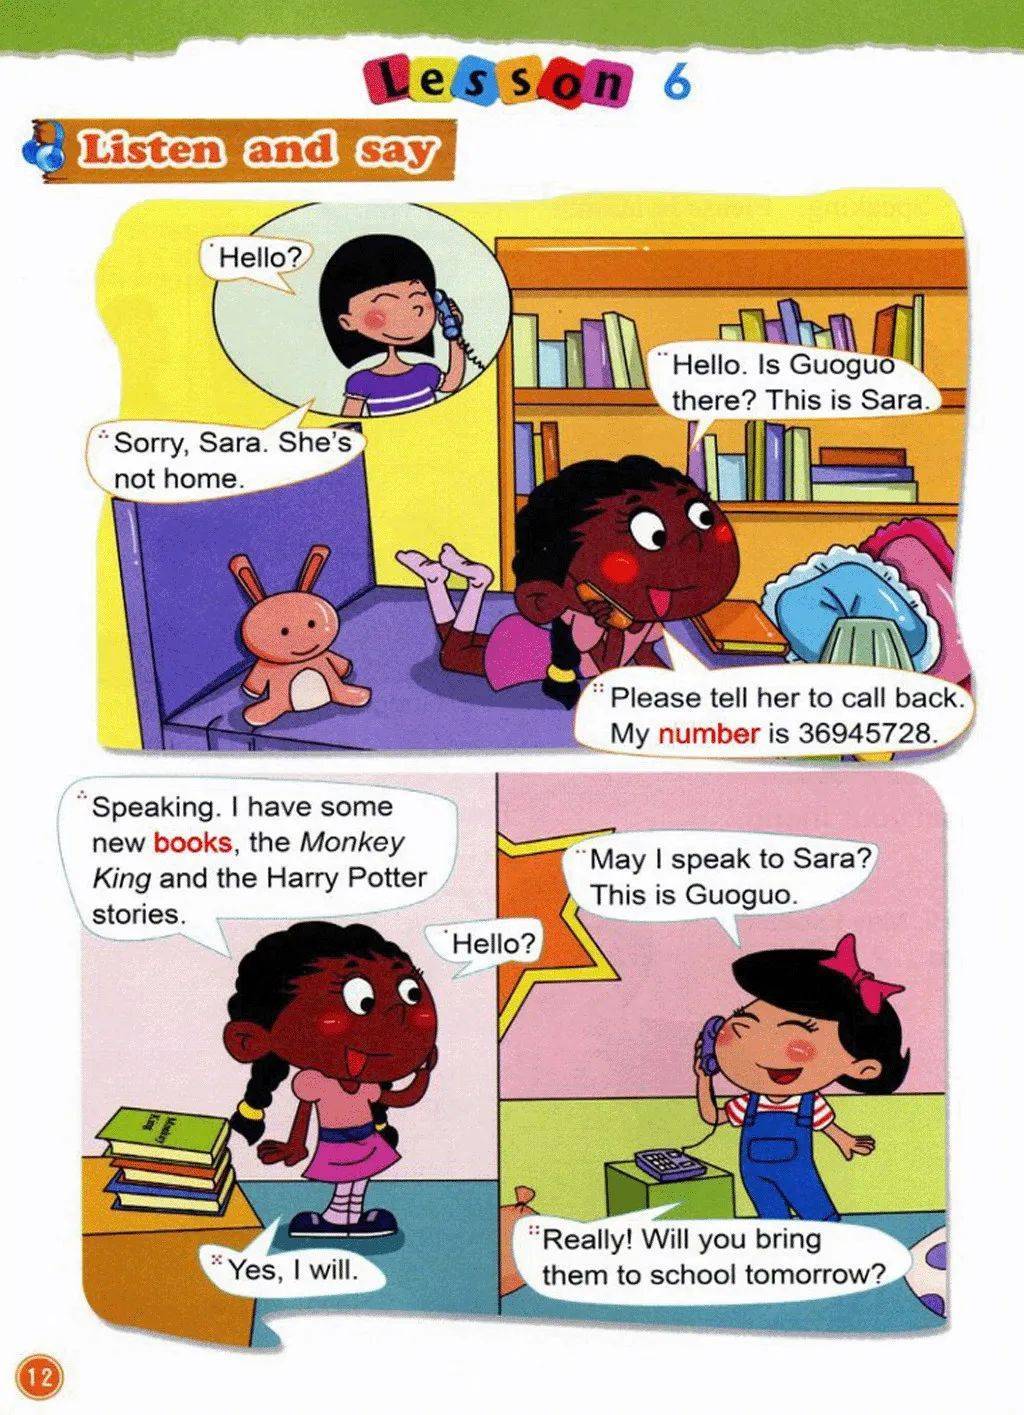 Lesson 6
Listen and say
Hello?
Hello. Is Guoguo
there? This is Sara.
Sorry, Sara. She's
not home.
Please tell her to call back.
My number is 36945728.
Hello?
May I speak to Sara?
This is Guoguo.
Speaking. I have some
new books, the Monkey
King and the Harry Potter
stories.
Monkey
King
Really! Will you bring
them to school tomorrow?
Yes, I will.
12